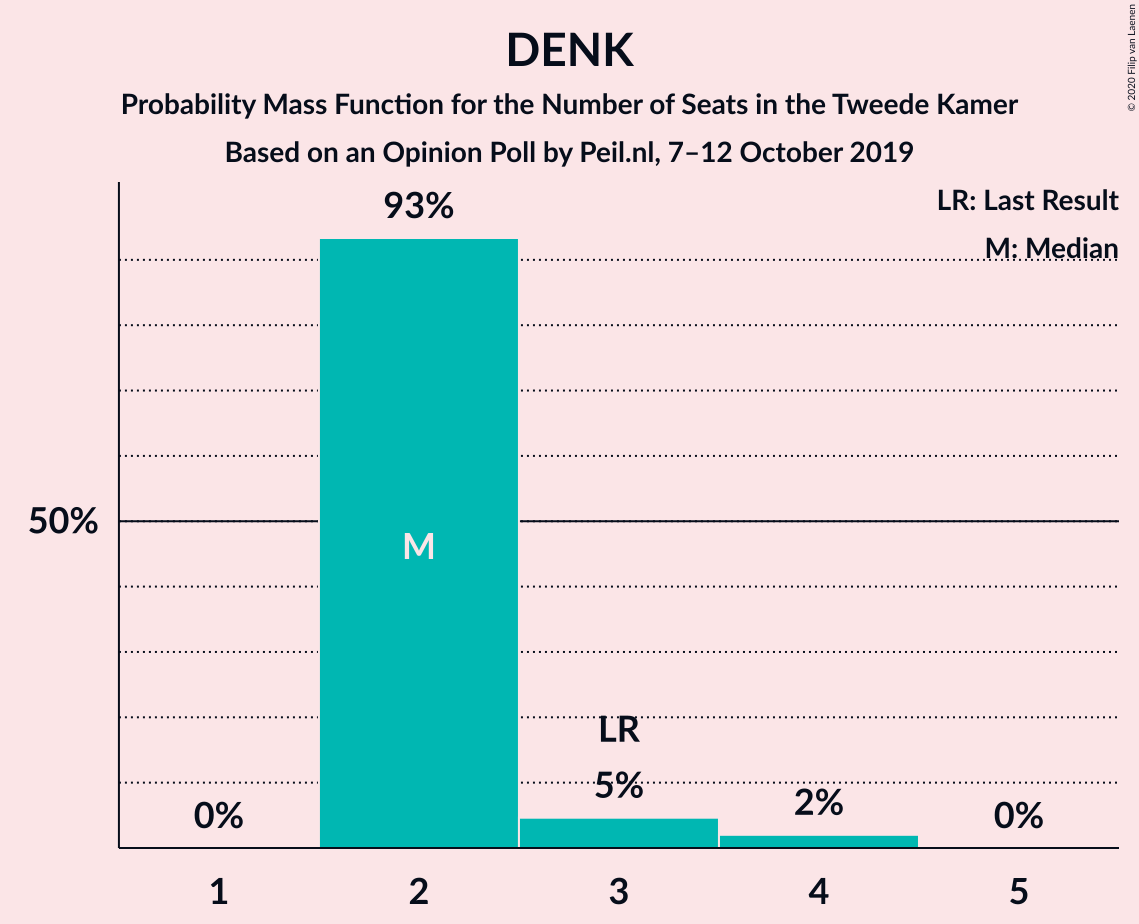 DENK
Probability Mass Function for the Number of Seats in the Tweede Kamer
Based on an Opinion Poll by Peil.nl, 7–12 October 2019
© 2020 Filip van Laenen
LR: Last Result
M: Median
93%
50%
M
LR
5%
0%
2%
0%
1 2 3 4 5